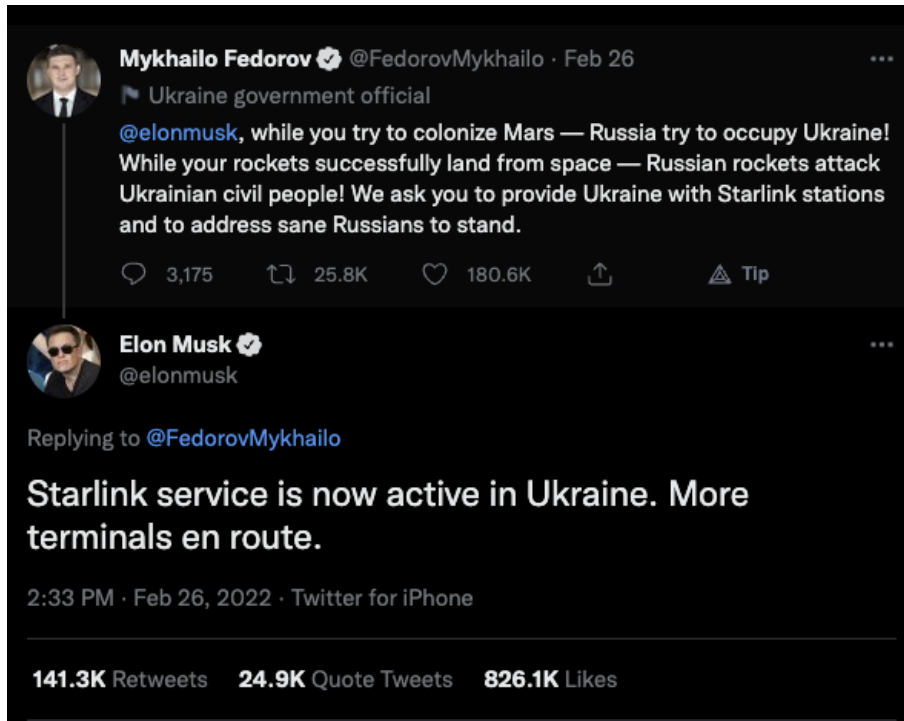 Mykhailo Fedorov @FedorovMykhailo · Feb 26
Ukraine government official
@elonmusk, while you try to colonize Mars — Russia try to occupy Ukraine!
While your rockets successfully land from space — Russian rockets attack
Ukrainian civil people! We ask you to provide Ukraine with Starlink stations
and to address sane Russians to stand.
3,175 25.8K 180.6K Tip
Elon Musk
@elonmusk
Replying to @FedorovMykhailo
Starlink service is now active in Ukraine. More
terminals en route.
2:33 PM · Feb 26, 2022 · Twitter for iPhone
141.3K Retweets 24.9K Quote Tweets 826.1K Likes